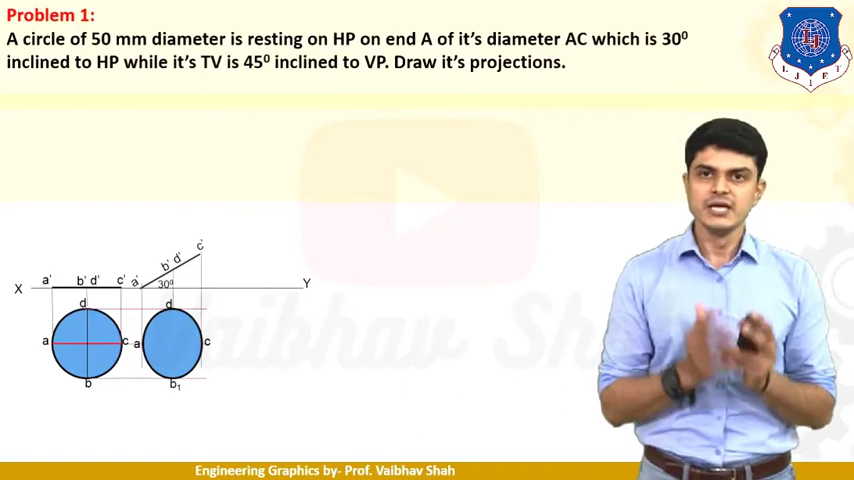 Problem 1:
A circle of 50 mm diameter is resting on HP on end A of it's diameter AC which is 30⁰
inclined to HP while it's TV is 45⁰ inclined to VP. Draw it's projections.
LJIET
Vaibhav Shah
c'
b' d'
a' b' d' c' a' 30⁰
X Y
d d
a c a c
b b₁
Engineering Graphics by- Prof. Vaibhav Shah